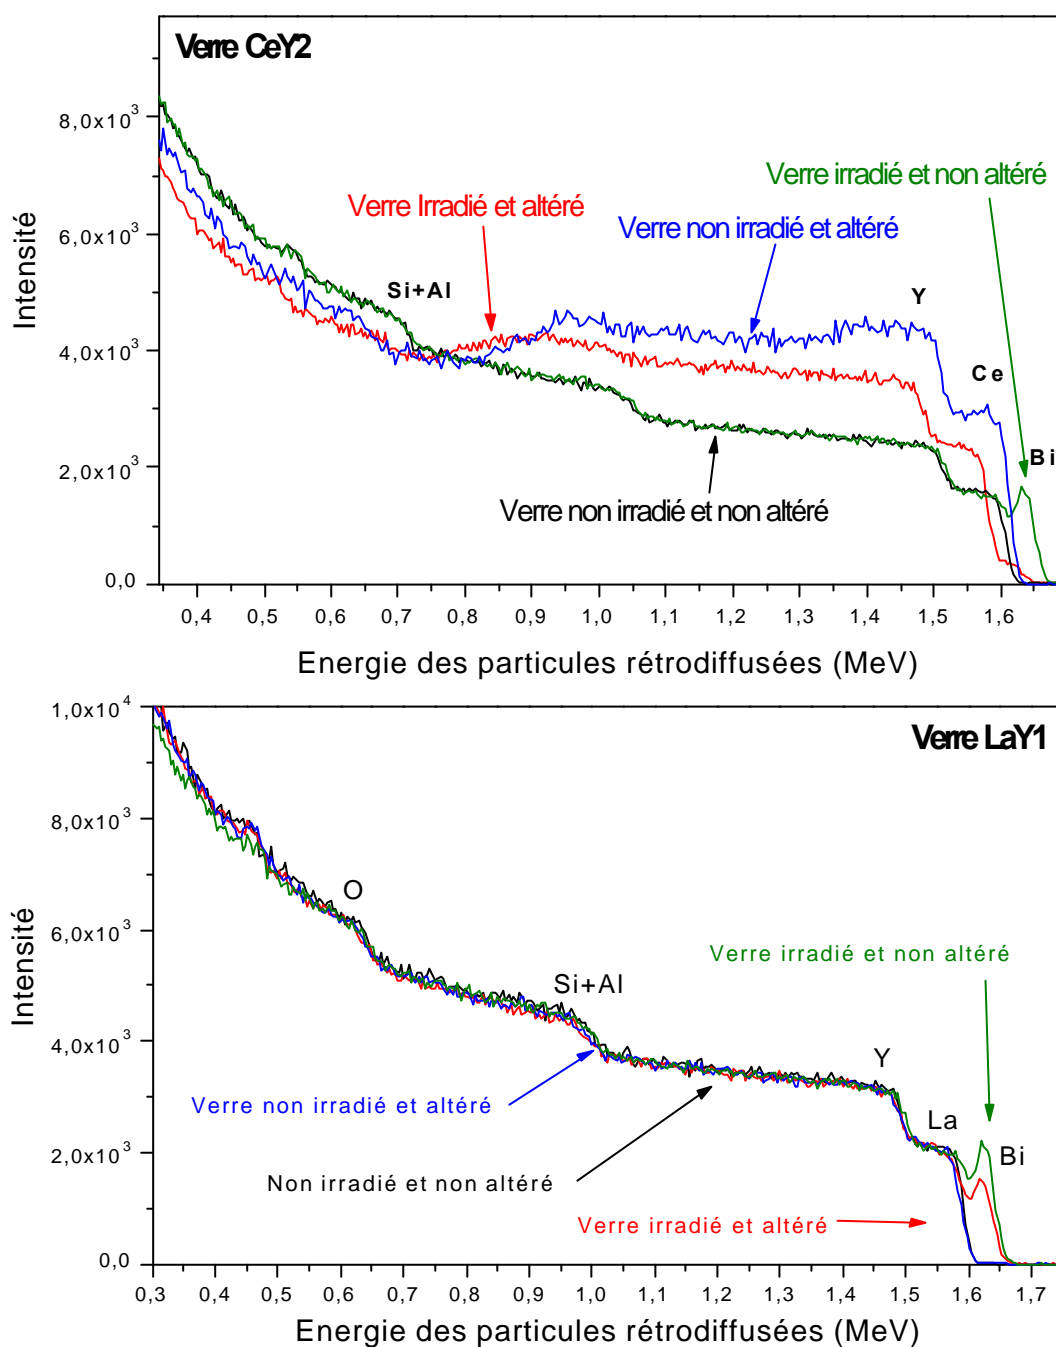 Verre CeY2
8,0x10³
Verre irradié et non altéré
Verre Irradié et altéré
Verre non irradié et altéré
6,0x10³
Si+Al
Y
4,0x10³
Ce
Bi
2,0x10³
Verre non irradié et non altéré
0,0
Intensité
0,4 0,5 0,6 0,7 0,8 0,9 1,0 1,1 1,2 1,3 1,4 1,5 1,6
Energie des particules rétrodiffusées (MeV)
1,0x10⁴
Verre LaY1
8,0x10³
O
6,0x10³
Verre irradié et non altéré
Si+Al
4,0x10³
Y
Verre non irradié et altéré
La
2,0x10³
Bi
Non irradié et non altéré
Verre irradié et altéré
0,0
Intensité
0,3 0,4 0,5 0,6 0,7 0,8 0,9 1,0 1,1 1,2 1,3 1,4 1,5 1,6 1,7
Energie des particules rétrodiffusées (MeV)